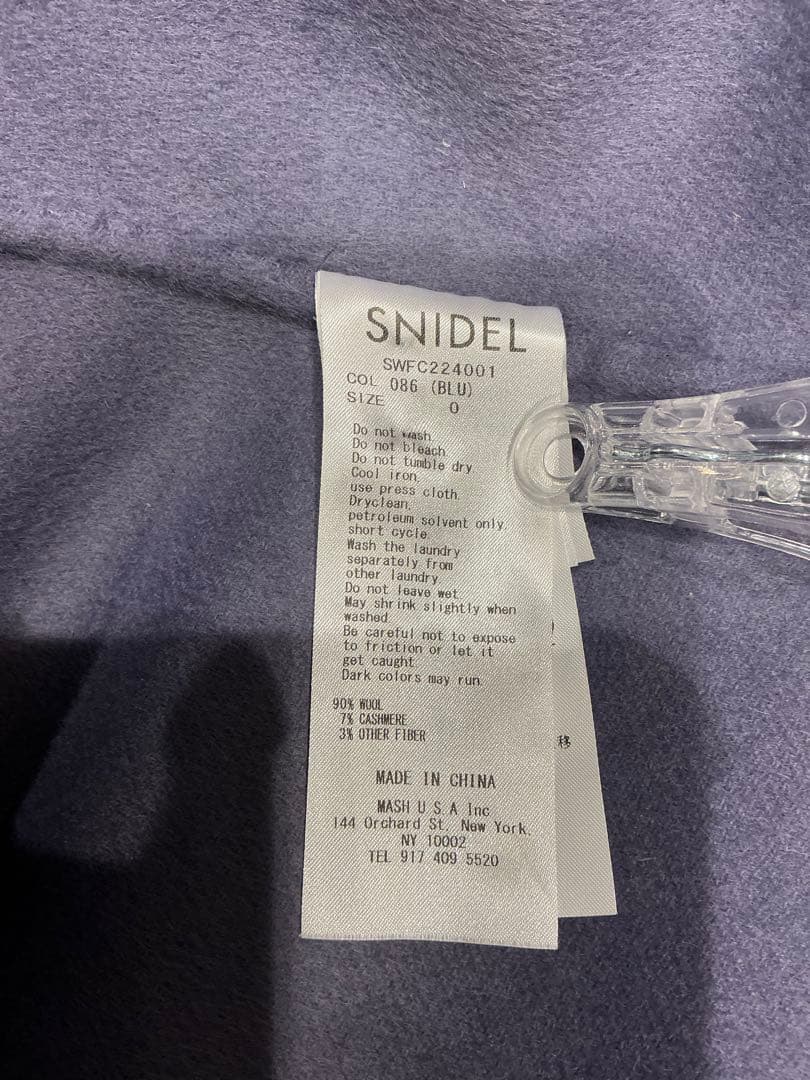 SNIDEL
SWFC224001
COL 086 (BLU)
SIZE 0
Do not wash.
Do not bleach.
Do not tumble dry.
Cool iron,
use press cloth.
Dryclean,
petroleum solvent only,
short cycle.
Wash the laundry
separately from
other laundry
Do not leave wet.
May shrink slightly when
washed
Be careful not to expose
to friction or let it
get caught.
Dark colors may run.
90% WOOL
7% CASHMERE
3% OTHER FIBER
MADE IN CHINA
MASH U.S.A Inc
144 Orchard St. New York,
NY 10002
TEL 917 409 5520
移